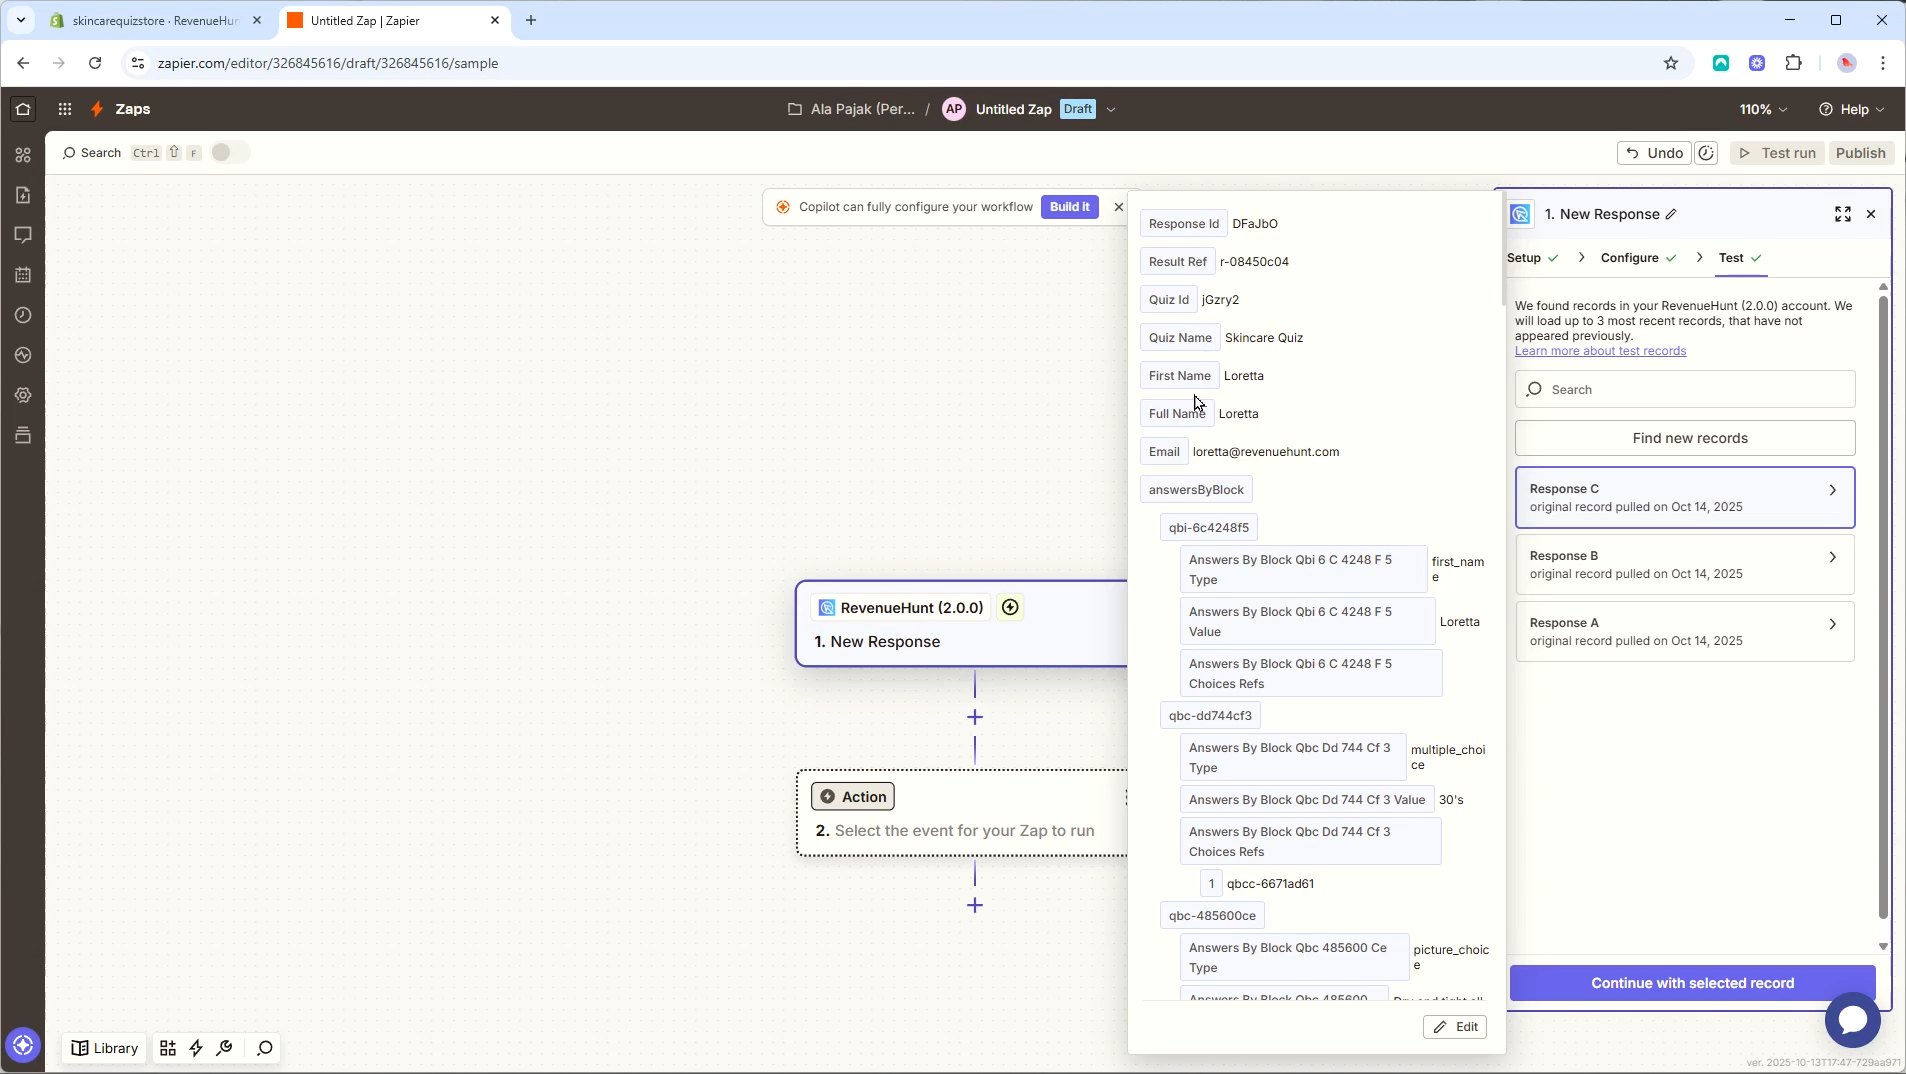 skincarequizstore · RevenueHun
Untitled Zap | Zapier
zapier.com/editor/326845616/draft/326845616/sample
Zaps
Ala Pajak (Per... / AP Untitled Zap Draft
110%
Help
Search Ctrl F
Undo
Test run
Publish
Copilot can fully configure your workflow Build it
RevenueHunt (2.0.0)
1. New Response
Action
2. Select the event for your Zap to run
Response Id DFaJbO
Result Ref r-08450c04
Quiz Id jGzry2
Quiz Name Skincare Quiz
First Name Loretta
Full Name Loretta
Email loretta@revenuehunt.com
answersByBlock
qbi-6c4248f5
Answers By Block Qbi 6 C 4248 F 5
Type
first_nam
e
Answers By Block Qbi 6 C 4248 F 5
Value
Loretta
Answers By Block Qbi 6 C 4248 F 5
Choices Refs
qbc-dd744cf3
Answers By Block Qbc Dd 744 Cf 3
Type
multiple_choi
ce
Answers By Block Qbc Dd 744 Cf 3 Value 30's
Answers By Block Qbc Dd 744 Cf 3
Choices Refs
1 qbcc-6671ad61
qbc-485600ce
Answers By Block Qbc 485600 Ce
Type
picture_choic
e
Answers By Block Qbc 485600
Edit
1. New Response
Setup
Configure
Test
We found records in your RevenueHunt (2.0.0) account. We
will load up to 3 most recent records, that have not
appeared previously.
Learn more about test records
Search
Find new records
Response C
original record pulled on Oct 14, 2025
Response B
original record pulled on Oct 14, 2025
Response A
original record pulled on Oct 14, 2025
Continue with selected record
Library
ver. 2025-10-13T17:47-729aa971